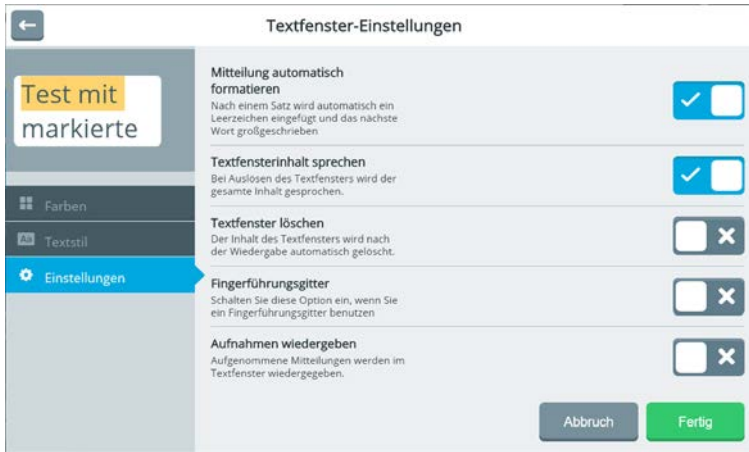 Textfenster-Einstellungen
Test mit
markierte
Farben
Ab Textstil
Einstellungen
Mitteilung automatisch
formatieren
Nach einem Satz wird automatisch ein
Leerzeichen eingefügt und das nächste
Wort großgeschrieben
Textfensterinhalt sprechen
Bei Auslösen des Textfensters wird der
gesamte Inhalt gesprochen.
Textfenster löschen
Der Inhalt des Textfensters wird nach
der Wiedergabe automatisch gelöscht.
Fingerführungsgitter
Schalten Sie diese Option ein, wenn Sie
ein Fingerführungsgitter benutzen
Aufnahmen wiedergeben
Aufgenommene Mitteilungen werden im
Textfenster wiedergegeben.
Abbruch
Fertig